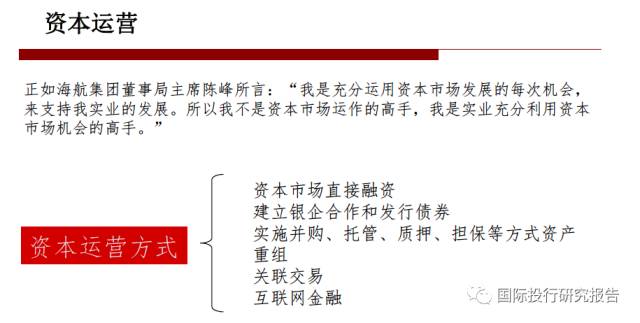 资本运营
正如海航集团董事局主席陈峰所言：“我是充分运用资本市场发展的每次机会，
来支持我实业的发展。所以我不是资本市场运作的高手，我是实业充分利用资本
市场机会的高手。”
资本运营方式
资本市场直接融资
建立银企合作和发行债券
实施并购、托管、质押、担保等方式资产
重组
关联交易
互联网金融
国际投行研究报告